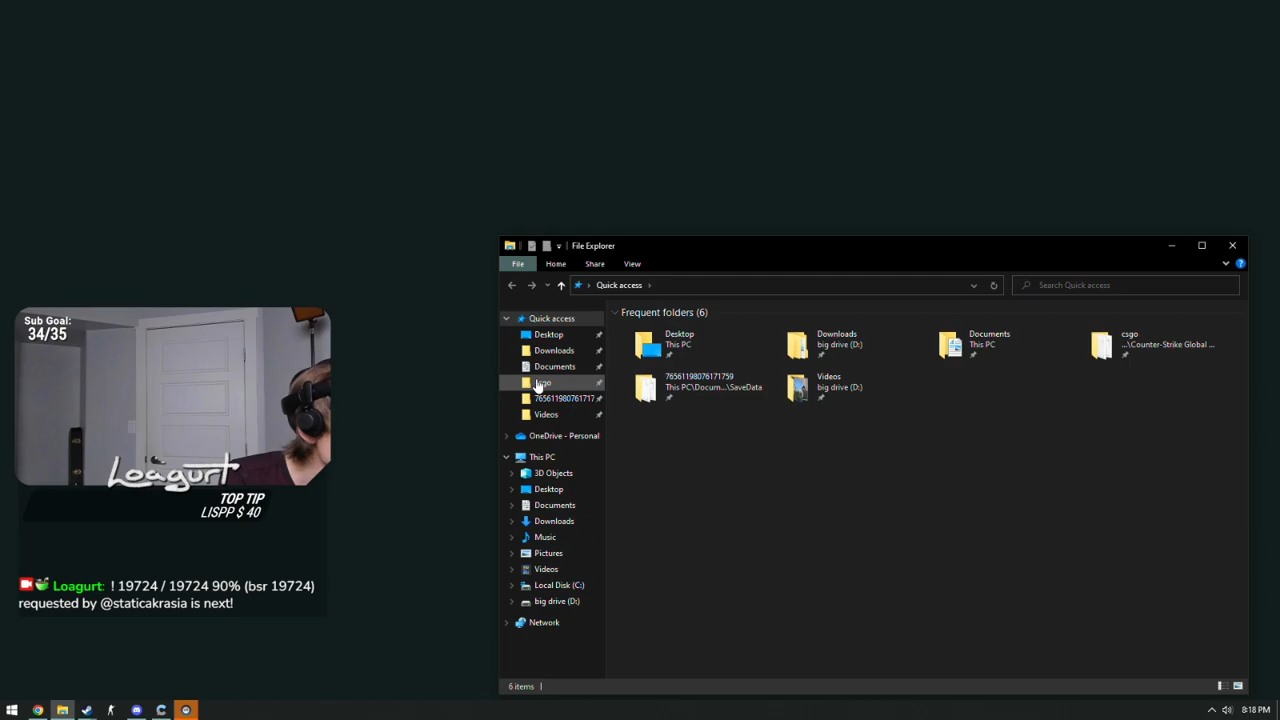 File Explorer
File
Home
Share
View
Quick access
Search Quick access
Quick access
Desktop
Downloads
Documents
765611980761717
Videos
OneDrive - Personal
This PC
3D Objects
Desktop
Documents
Downloads
Music
Pictures
Videos
Local Disk (C:)
big drive (D:)
Network
Frequent folders (6)
Desktop
This PC
Downloads
big drive (D:)
Documents
This PC
csgo
...\Counter-Strike Global ...
76561198076171759
This PC\Docum...\SaveData
Videos
big drive (D:)
6 items
Sub Goal:
34/35
Loagurt
TOP TIP
LISPP $ 40
Loagurt: ! 19724 / 19724 90% (bsr 19724)
requested by @staticakrasia is next!
8:18 PM